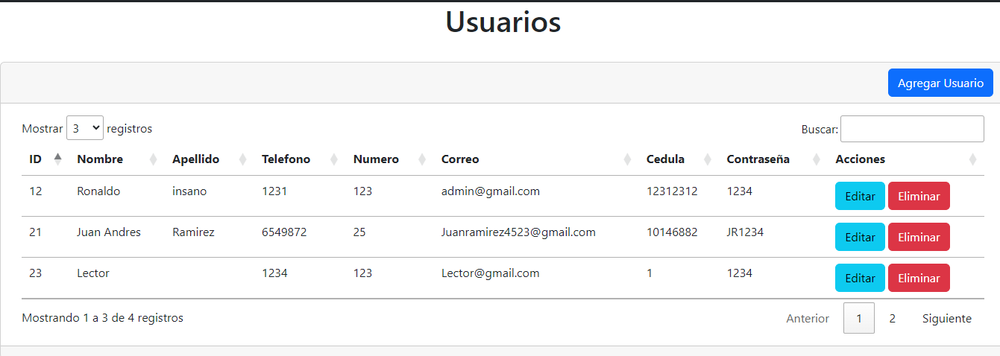 Usuarios
Agregar Usuario
Mostrar 3 registros Buscar:
ID Nombre Apellido Telefono Numero Correo Cedula Contraseña Acciones
12 Ronaldo insano 1231 123 admin@gmail.com 12312312 1234 Editar Eliminar
21 Juan Andres Ramirez 6549872 25 Juanramirez4523@gmail.com 10146882 JR1234 Editar Eliminar
23 Lector 1234 123 Lector@gmail.com 1 1234 Editar Eliminar
Mostrando 1 a 3 de 4 registros Anterior 1 2 Siguiente